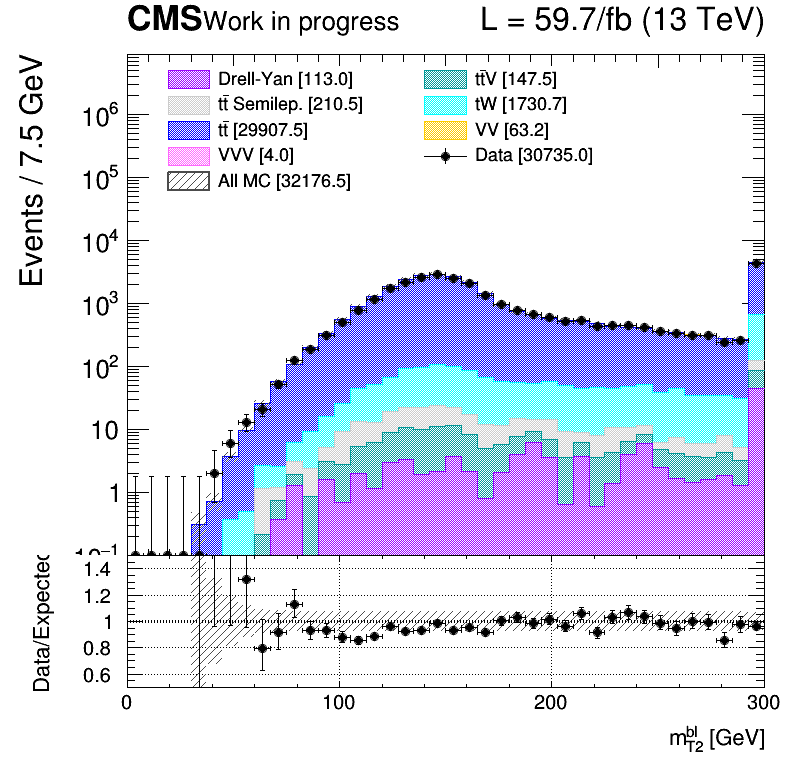 CMS Work in progress L = 59.7/fb (13 TeV)
Events / 7.5 GeV
Drell-Yan [113.0] tt̄V [147.5]
tt̄ Semilep. [210.5] tW [1730.7]
tt̄ [29907.5] VV [63.2]
VVV [4.0] Data [30735.0]
All MC [32176.5]
10⁶
10⁵
10⁴
10³
10²
10
1
10⁻¹
Data/Expected
1.4
1.2
1
0.8
0.6
0 100 200 300
m_T2^bl [GeV]